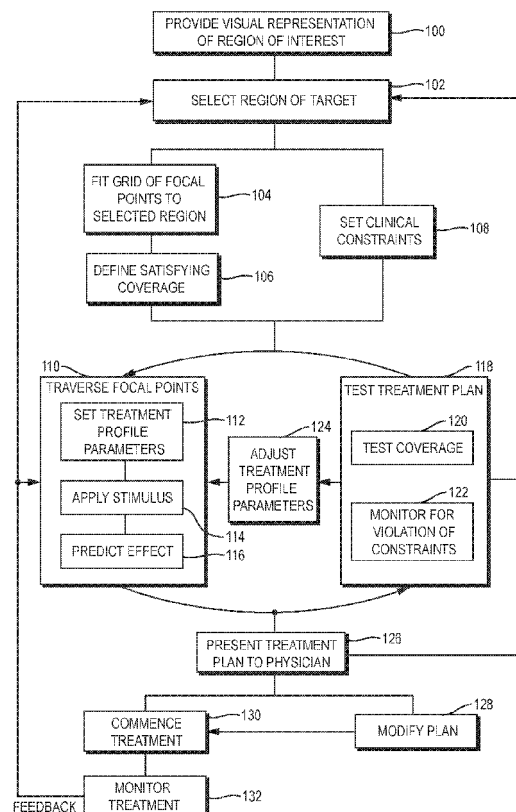 PROVIDE VISUAL REPRESENTATION
OF REGION OF INTEREST
100
SELECT REGION OF TARGET
102
FIT GRID OF FOCAL
POINTS TO
SELECTED REGION
104
SET CLINICAL
CONSTRAINTS
108
DEFINE SATISFYING
COVERAGE
106
110
TRAVERSE FOCAL POINTS
SET TREATMENT
PROFILE
PARAMETERS
112
APPLY STIMULUS
114
PREDICT EFFECT
116
124
ADJUST
TREATMENT
PROFILE
PARAMETERS
118
TEST TREATMENT PLAN
120
TEST COVERAGE
122
MONITOR FOR
VIOLATION OF
CONSTRAINTS
PRESENT TREATMENT
PLAN TO PHYSICIAN
126
COMMENCE
TREATMENT
130
MODIFY PLAN
128
MONITOR
TREATMENT
132
FEEDBACK